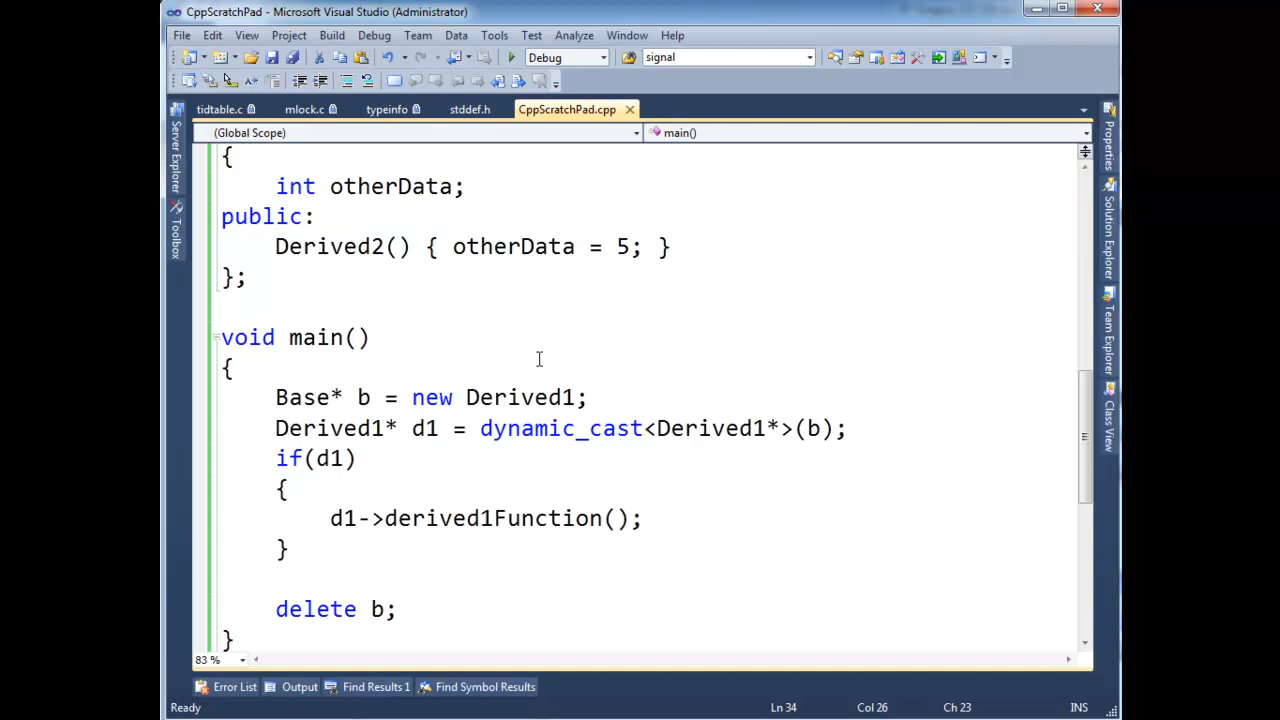 CppScratchPad - Microsoft Visual Studio (Administrator)
File Edit View Project Build Debug Team Data Tools Test Analyze Window Help
Debug signal
tidtable.c mlock.c typeinfo stddef.h CppScratchPad.cpp
(Global Scope) main()
Server Explorer
Toolbox
{
int otherData;
public:
Derived2() { otherData = 5; }
};
void main()
{
Base* b = new Derived1;
Derived1* d1 = dynamic_cast<Derived1*>(b);
if(d1)
{
d1->derived1Function();
}
delete b;
}
Properties
Solution Explorer
Team Explorer
Class View
83 %
Error List Output Find Results 1 Find Symbol Results
Ready Ln 34 Col 26 Ch 23 INS